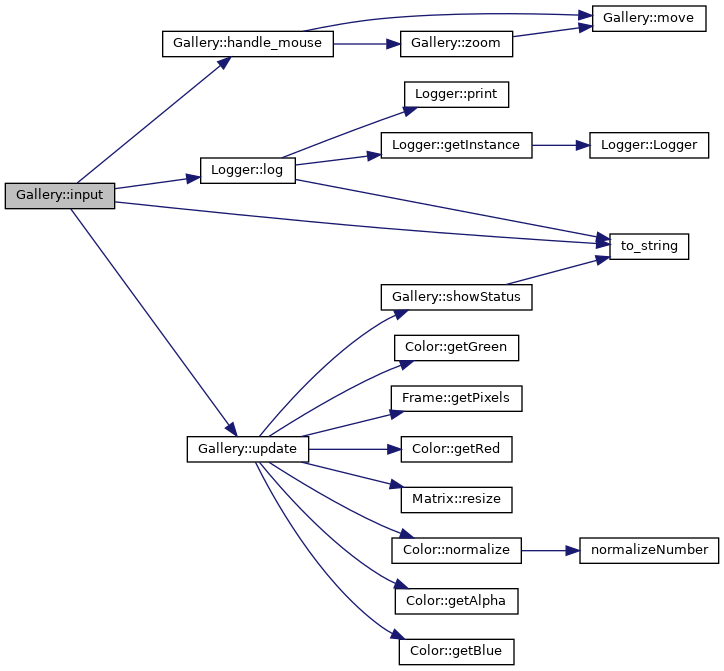 Gallery::move
Gallery::handle_mouse
Gallery::zoom
Logger::print
Logger::getInstance
Logger::Logger
Logger::log
Gallery::input
to_string
Gallery::showStatus
Color::getGreen
Frame::getPixels
Gallery::update
Color::getRed
Matrix::resize
Color::normalize
normalizeNumber
Color::getAlpha
Color::getBlue